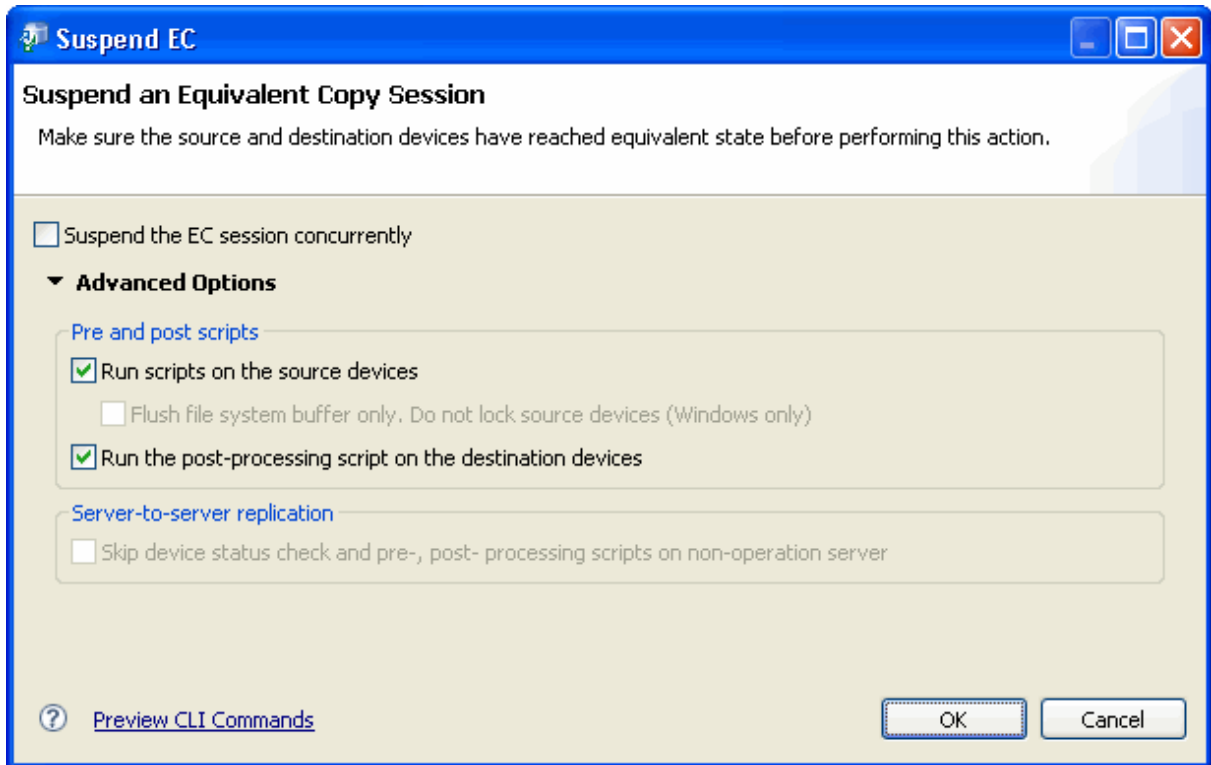 Suspend EC
Suspend an Equivalent Copy Session
Make sure the source and destination devices have reached equivalent state before performing this action.
Suspend the EC session concurrently
Advanced Options
Pre and post scripts
Run scripts on the source devices
Flush file system buffer only. Do not lock source devices (Windows only)
Run the post-processing script on the destination devices
Server-to-server replication
Skip device status check and pre-, post- processing scripts on non-operation server
? Preview CLI Commands OK Cancel